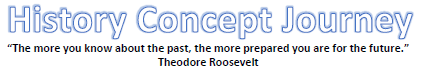 History Concept Journey
“The more you know about the past, the more prepared you are for the future.”
Theodore Roosevelt